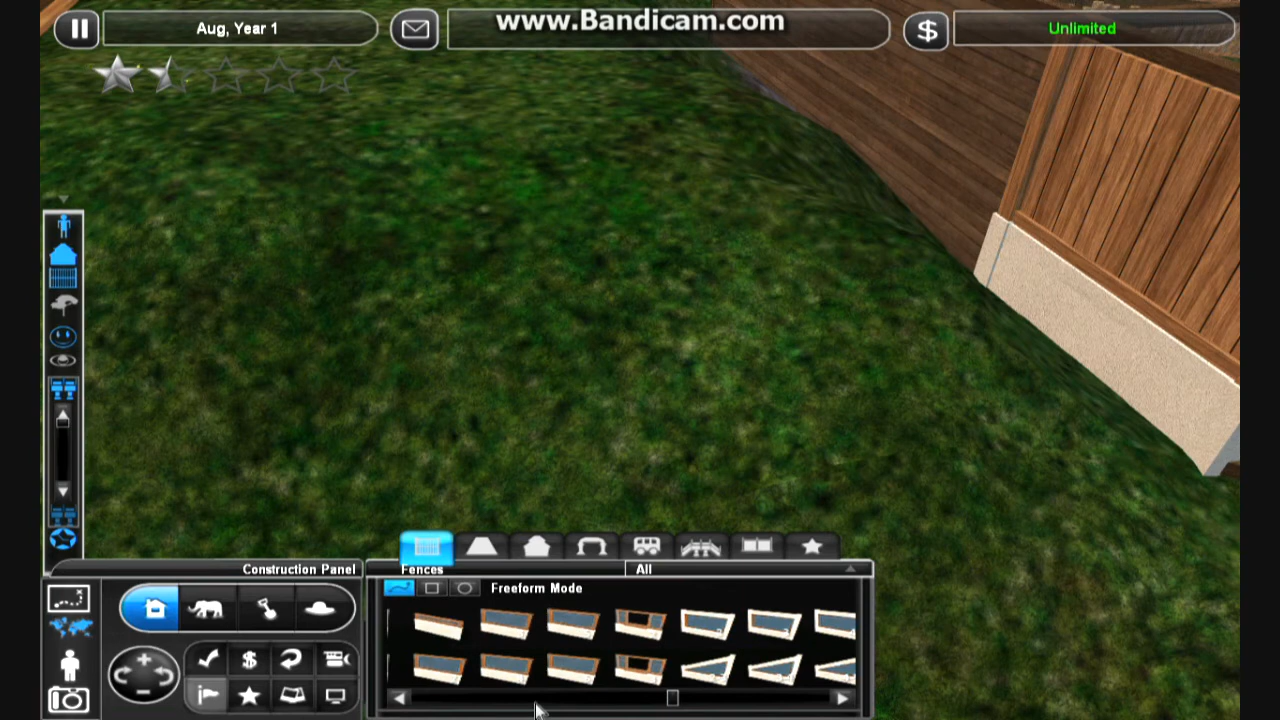 www.Bandicam.com
Aug, Year 1
Unlimited
Construction Panel
Fences
All
Freeform Mode